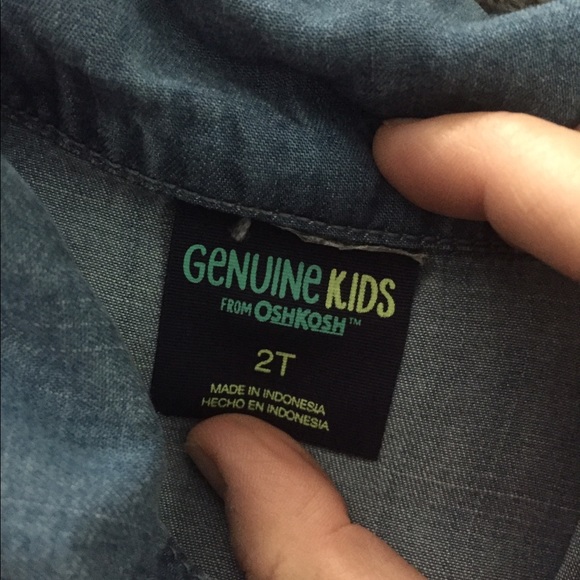 GENUINE KIDS
FROM OSHKOSH™
2T
MADE IN INDONESIA
HECHO EN INDONESIA